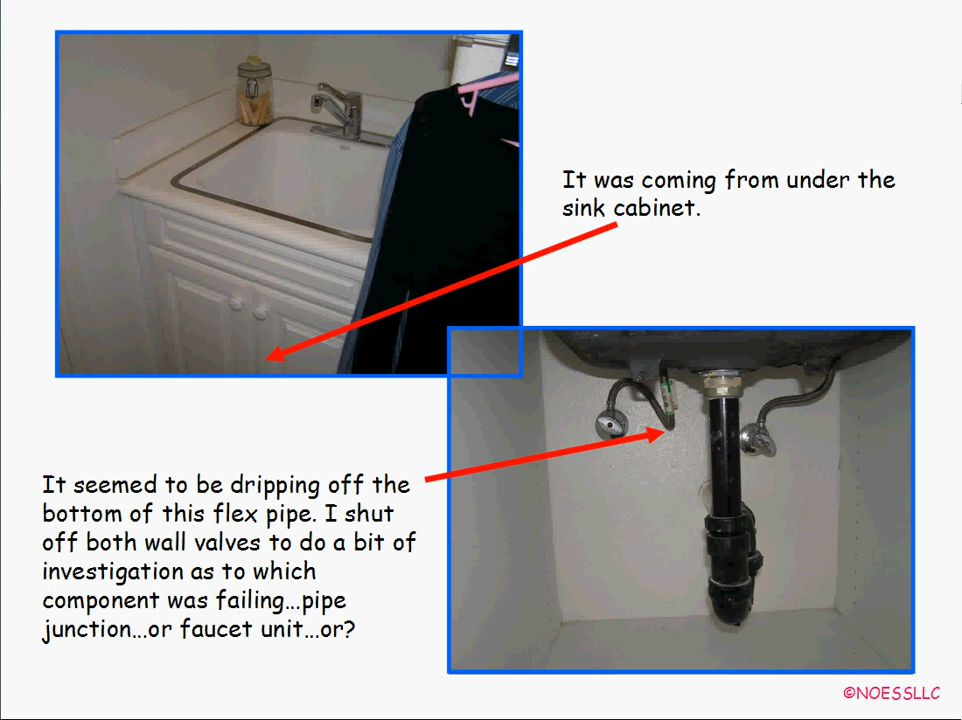 It was coming from under the
sink cabinet.
It seemed to be dripping off the
bottom of this flex pipe. I shut
off both wall valves to do a bit of
investigation as to which
component was failing...pipe
junction...or faucet unit...or?
©NOESSLLC